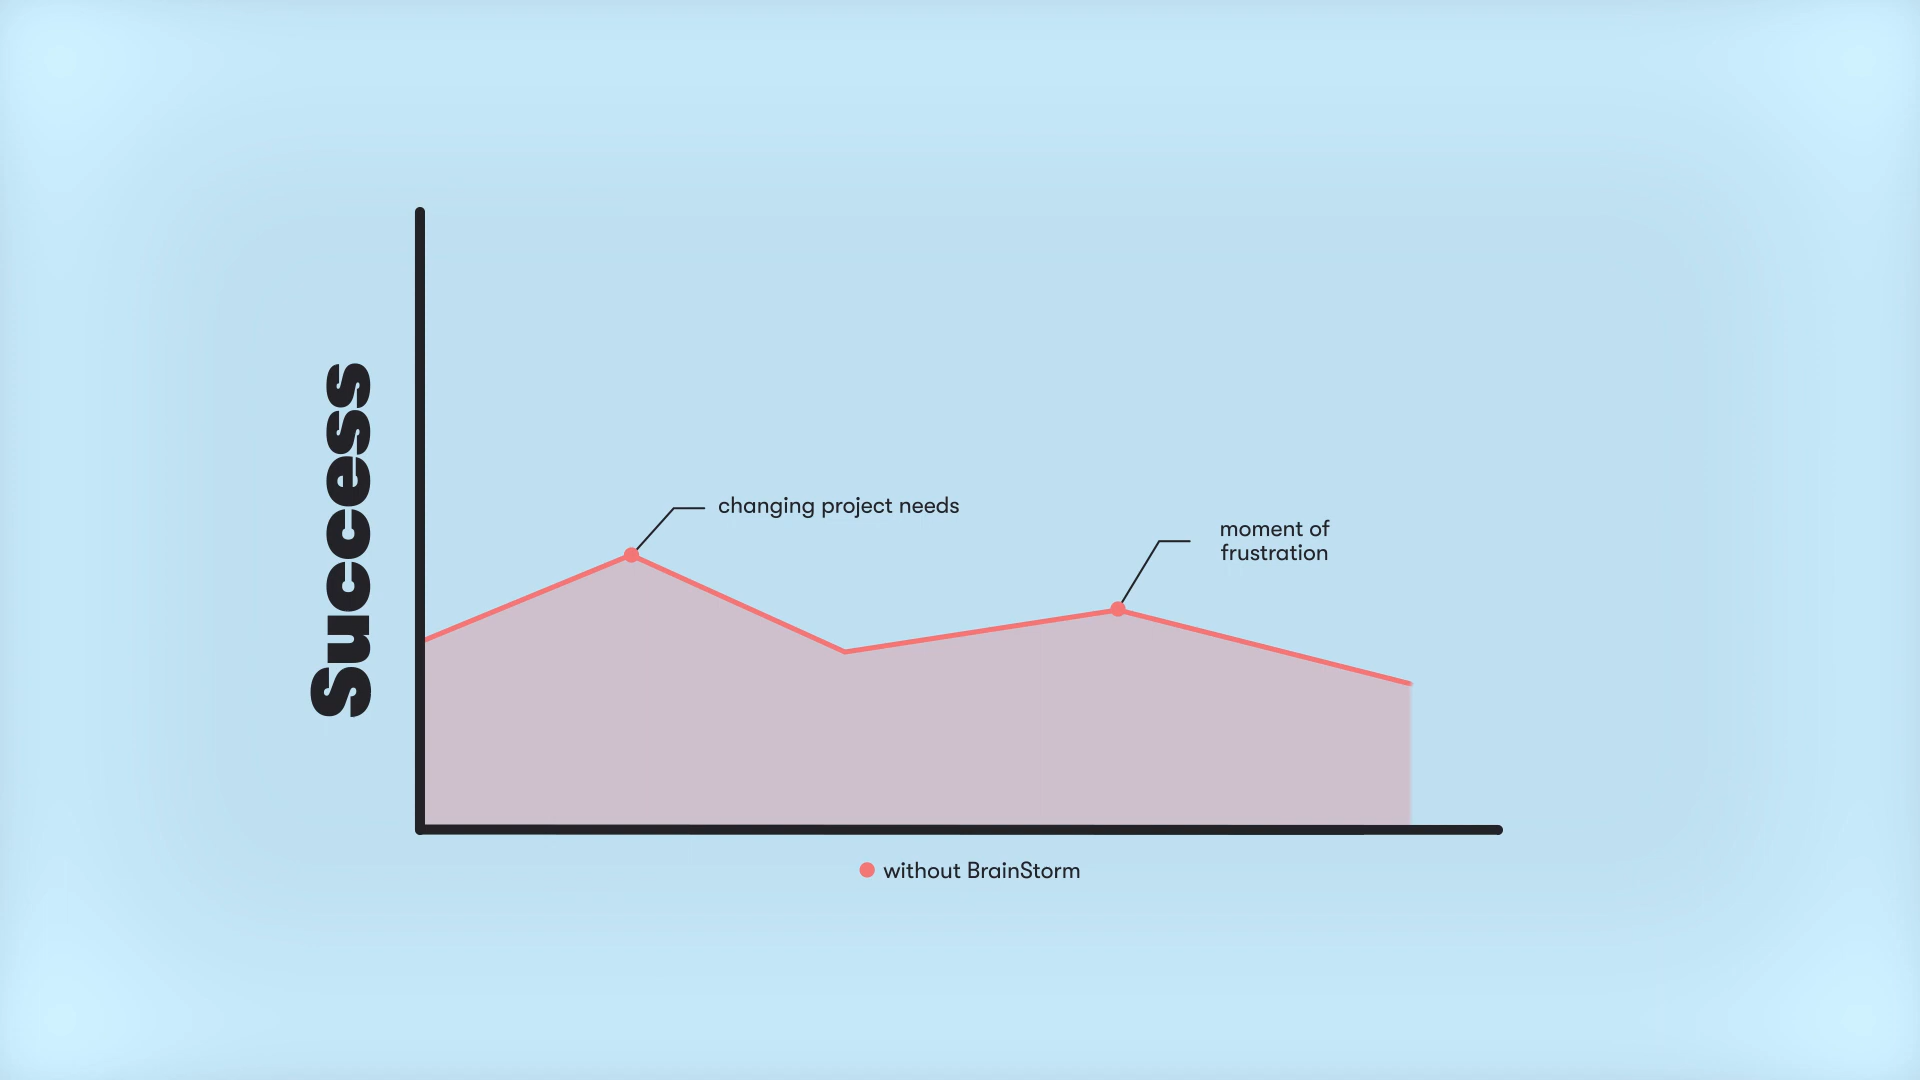 Success
changing project needs
moment of
frustration
without BrainStorm